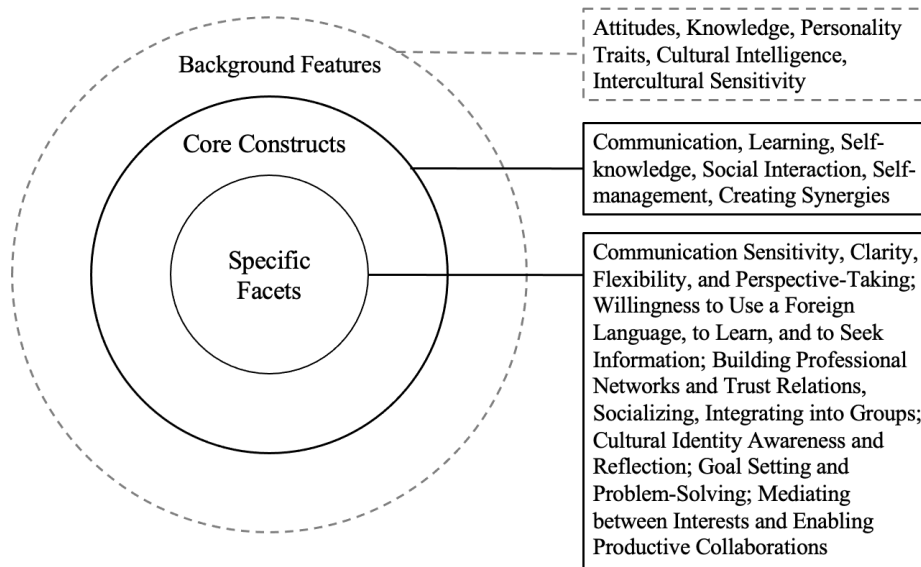 Background Features
Core Constructs
Specific
Facets
Attitudes, Knowledge, Personality
Traits, Cultural Intelligence,
Intercultural Sensitivity
Communication, Learning, Self-
knowledge, Social Interaction, Self-
management, Creating Synergies
Communication Sensitivity, Clarity,
Flexibility, and Perspective-Taking;
Willingness to Use a Foreign
Language, to Learn, and to Seek
Information; Building Professional
Networks and Trust Relations,
Socializing, Integrating into Groups;
Cultural Identity Awareness and
Reflection; Goal Setting and
Problem-Solving; Mediating
between Interests and Enabling
Productive Collaborations